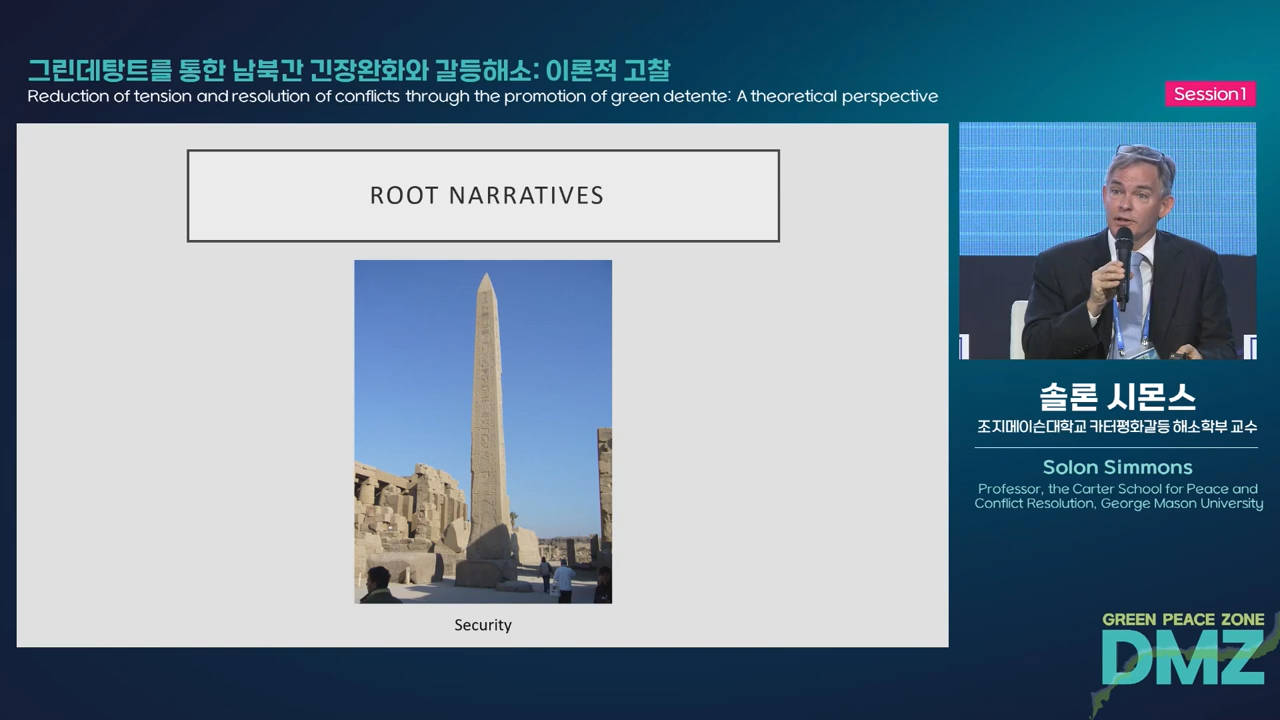 그린데탕트를 통한 남북간 긴장완화와 갈등해소: 이론적 고찰
Reduction of tension and resolution of conflicts through the promotion of green detente: A theoretical perspective
Session1
ROOT NARRATIVES
Security
솔론 시몬스
조지메이슨대학교 카터평화갈등 해소학부 교수
Solon Simmons
Professor, the Carter School for Peace and
Conflict Resolution, George Mason University
GREEN PEACE ZONE
DMZ